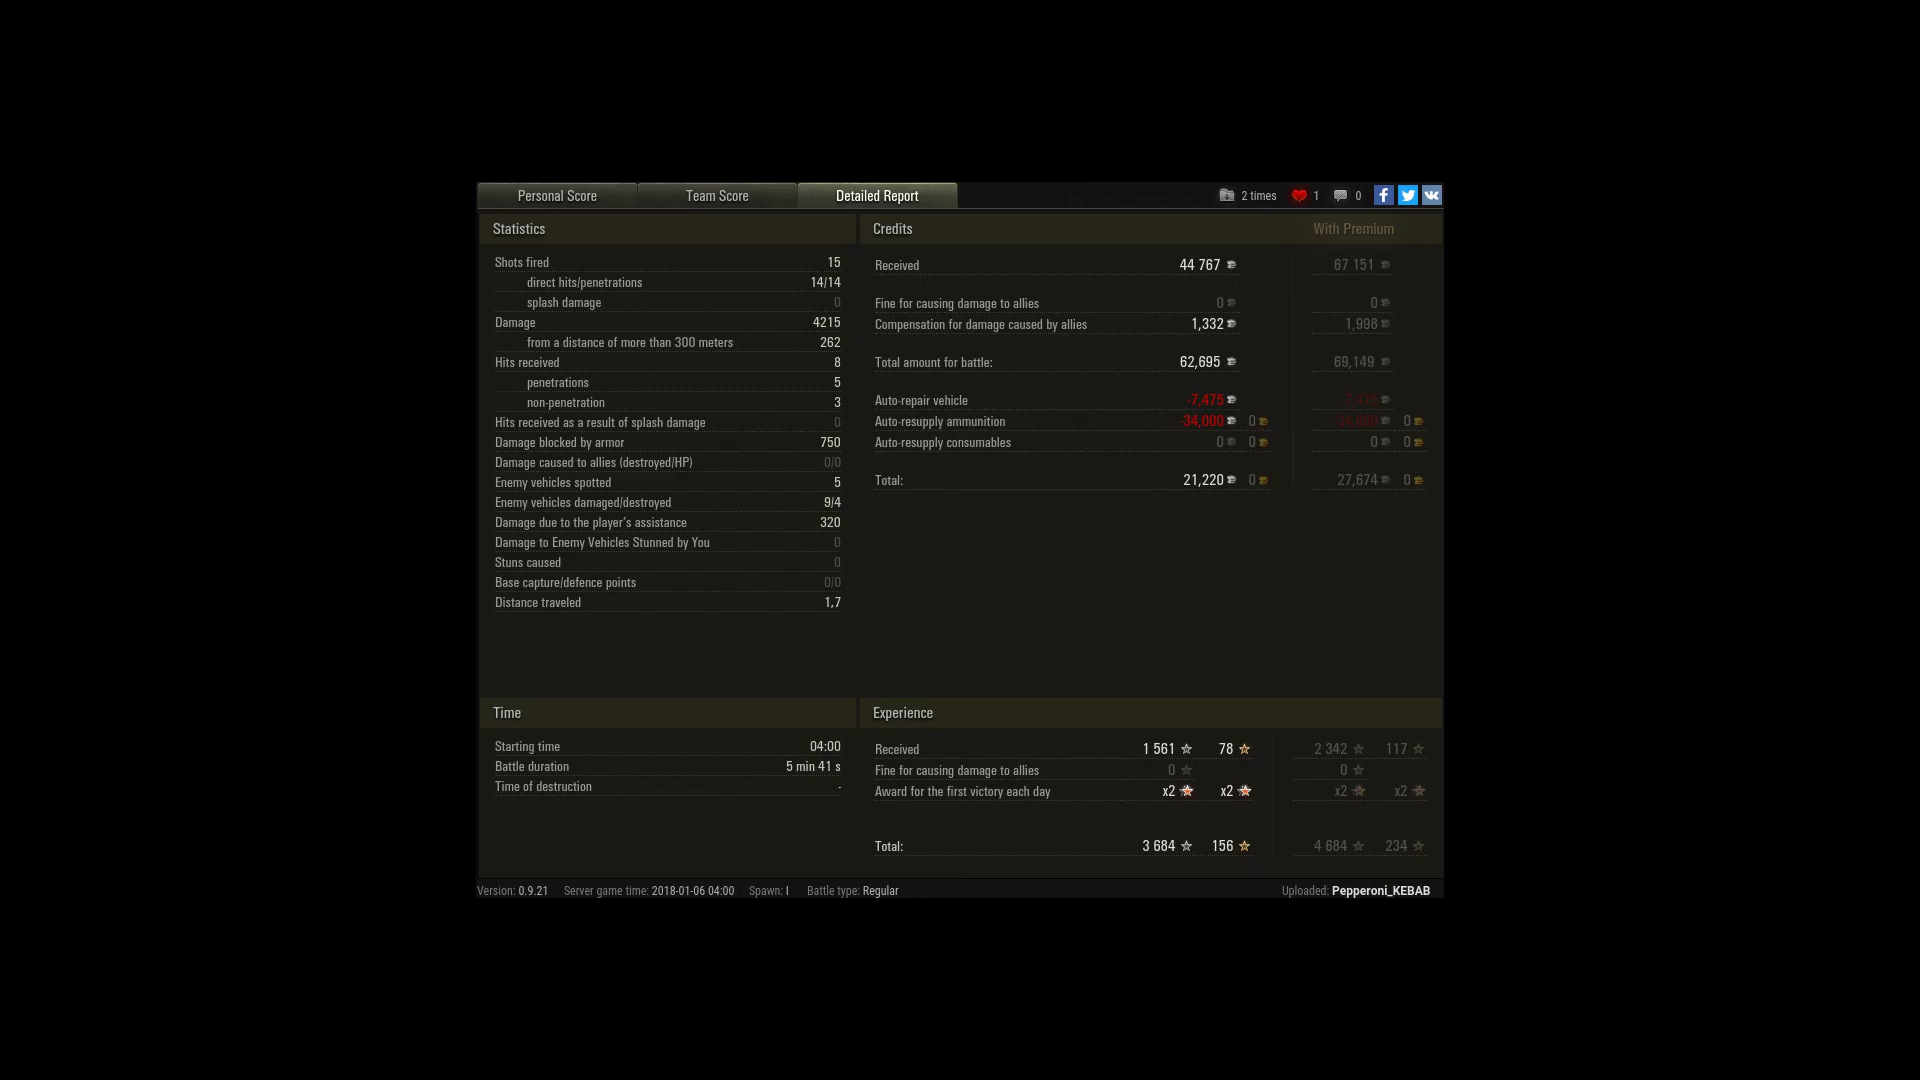 Personal Score Team Score Detailed Report 2 times 1 0
Statistics
Shots fired 15
direct hits/penetrations 14/14
splash damage 0
Damage 4215
from a distance of more than 300 meters 262
Hits received 8
penetrations 5
non-penetration 3
Hits received as a result of splash damage 0
Damage blocked by armor 750
Damage caused to allies (destroyed/HP) 0/0
Enemy vehicles spotted 5
Enemy vehicles damaged/destroyed 9/4
Damage due to the player's assistance 320
Damage to Enemy Vehicles Stunned by You 0
Stuns caused 0
Base capture/defence points 0/0
Distance traveled 1,7
Credits With Premium
Received 44 767 67 151
Fine for causing damage to allies 0 0
Compensation for damage caused by allies 1,332 1,998
Total amount for battle: 62,695 69,149
Auto-repair vehicle -7,475 -7,475
Auto-resupply ammunition -34,000 0 -34,000 0
Auto-resupply consumables 0 0 0 0
Total: 21,220 0 27,674 0
Time
Starting time 04:00
Battle duration 5 min 41 s
Time of destruction -
Experience
Received 1 561 78 2 342 117
Fine for causing damage to allies 0 0
Award for the first victory each day x2 x2 x2 x2
Total: 3 684 156 4 684 234
Version: 0.9.21 Server game time: 2018-01-06 04:00 Spawn: I Battle type: Regular Uploaded: Pepperoni_KEBAB